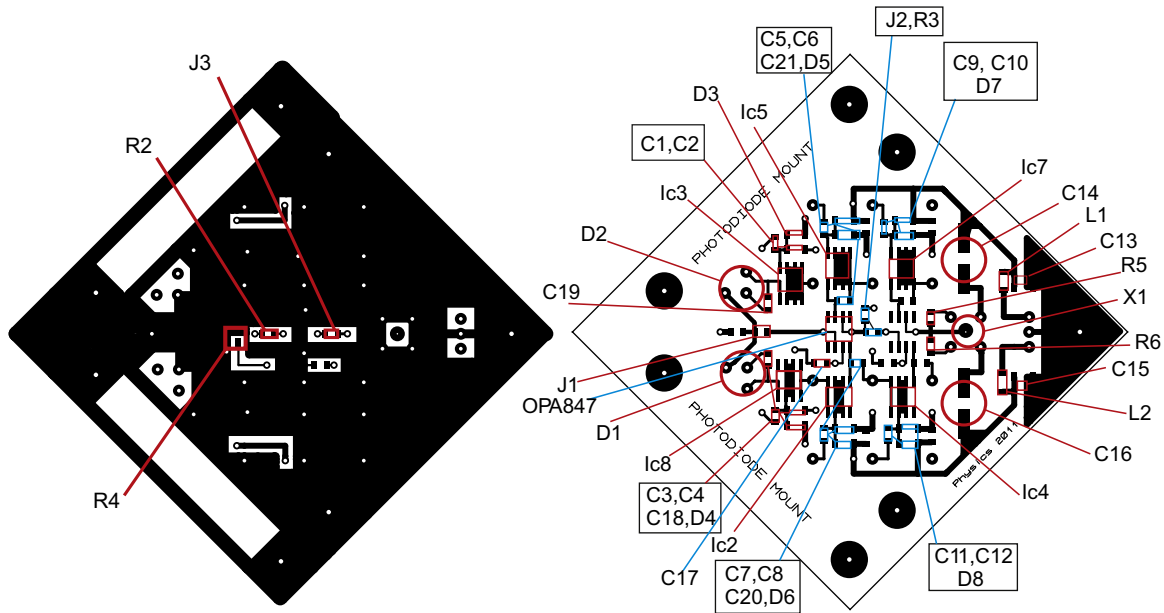 J3
R2
R4
C5,C6
C21,D5
J2,R3
C9, C10
D7
D3
Ic5
C1,C2
Ic3
Ic7
C14
L1
C13
D2
R5
C19
X1
R6
J1
C15
OPA847
L2
D1
C16
Ic8
C3,C4
C18,D4
Ic4
Ic2
C17
C7,C8
C20,D6
C11,C12
D8
PHOTODIODE MOUNT
PHOTODIODE MOUNT
Physics 2011